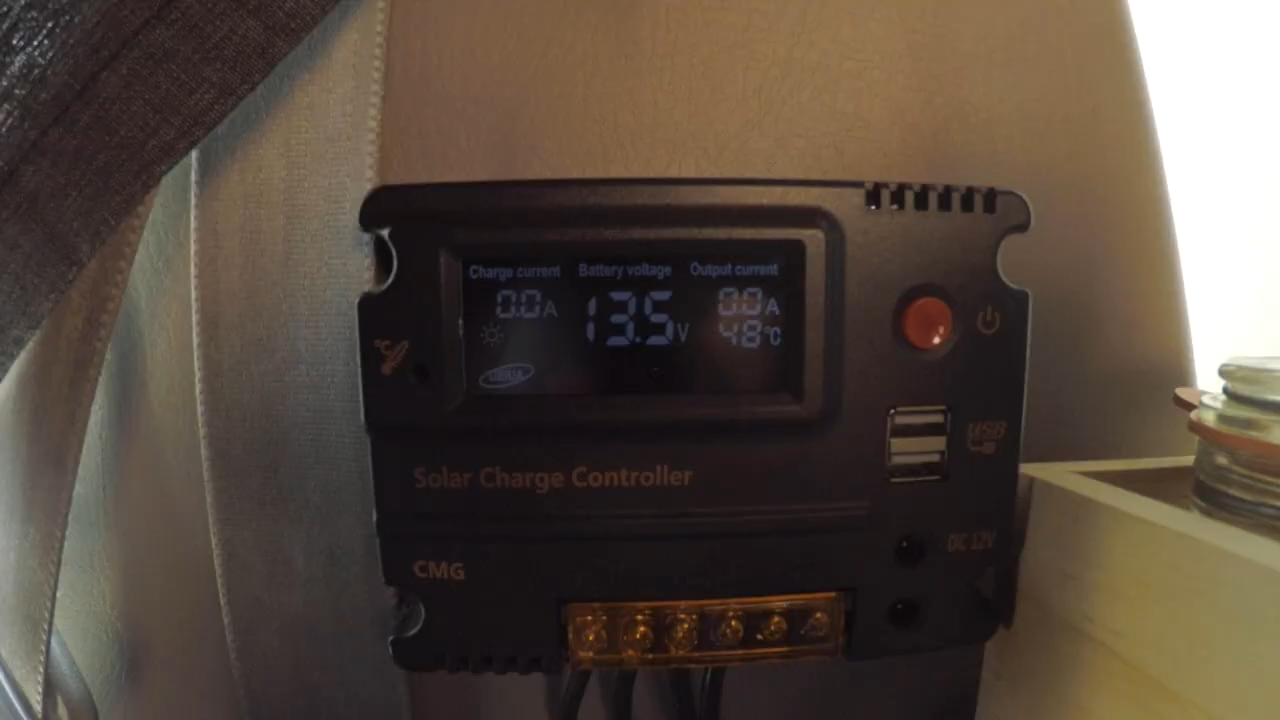 Charge current Battery voltage Output current
0.0A 13.5V 0.0A
48°C
°C
USB
Solar Charge Controller
DC 12V
CMG